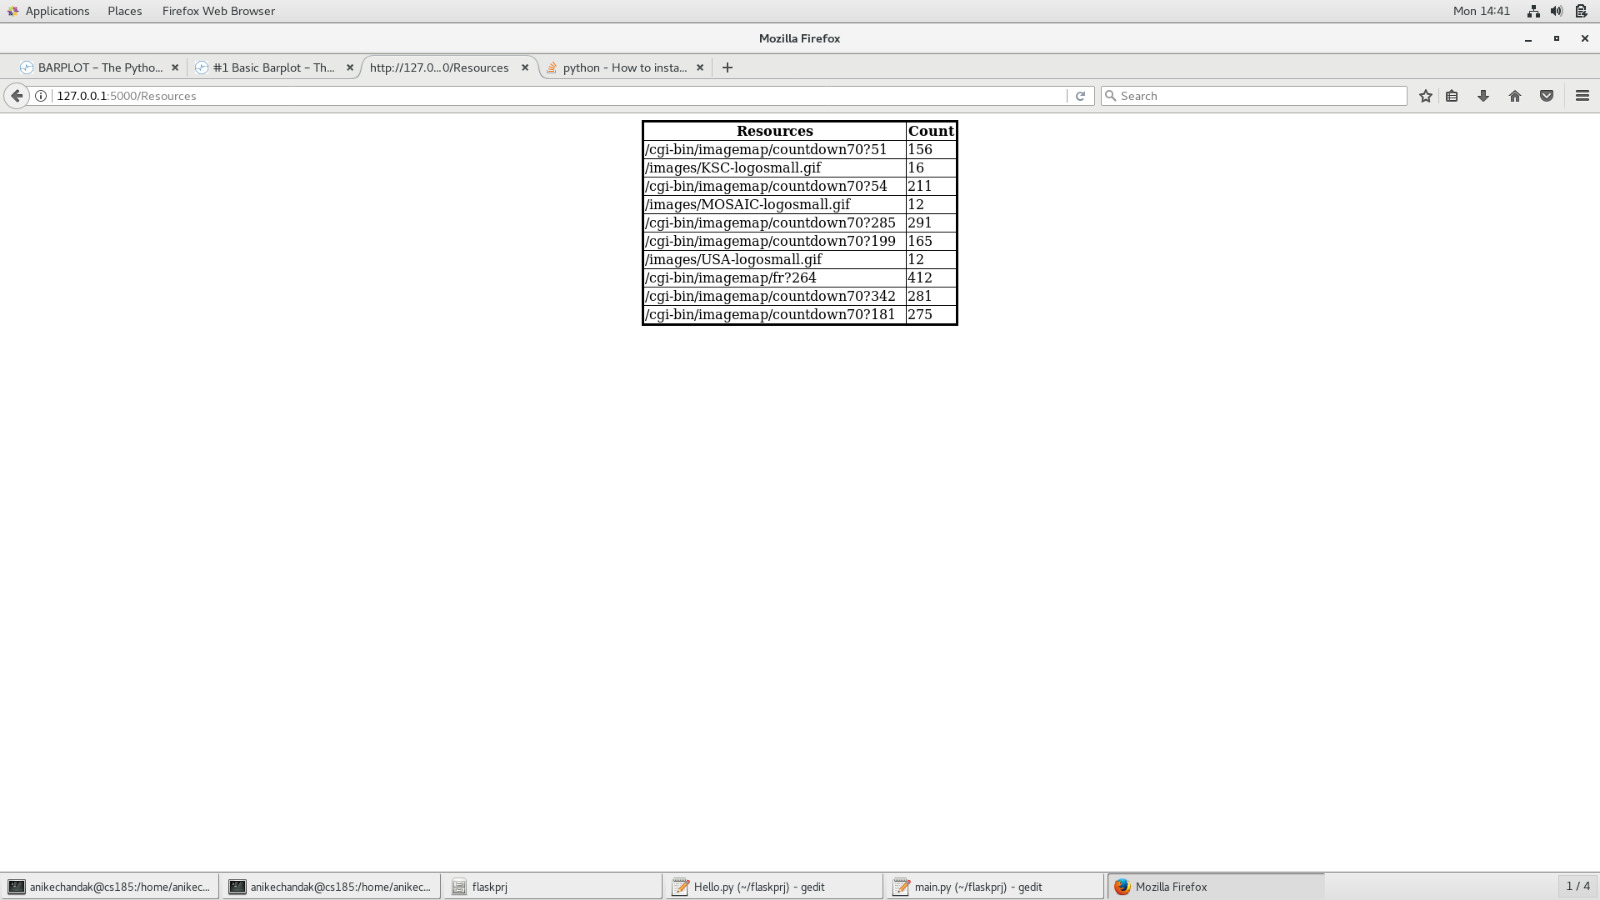 Applications Places Firefox Web Browser Mon 14:41
Mozilla Firefox
BARPLOT – The Pytho... #1 Basic Barplot – Th... http://127.0...0/Resources python - How to insta...
127.0.0.1:5000/Resources Search
Resources Count
/cgi-bin/imagemap/countdown70?51 156
/images/KSC-logosmall.gif 16
/cgi-bin/imagemap/countdown70?54 211
/images/MOSAIC-logosmall.gif 12
/cgi-bin/imagemap/countdown70?285 291
/cgi-bin/imagemap/countdown70?199 165
/images/USA-logosmall.gif 12
/cgi-bin/imagemap/fr?264 412
/cgi-bin/imagemap/countdown70?342 281
/cgi-bin/imagemap/countdown70?181 275
anikechandak@cs185:/home/anikec... anikechandak@cs185:/home/anikec... flaskprj Hello.py (~/flaskprj) - gedit main.py (~/flaskprj) - gedit Mozilla Firefox 1 / 4